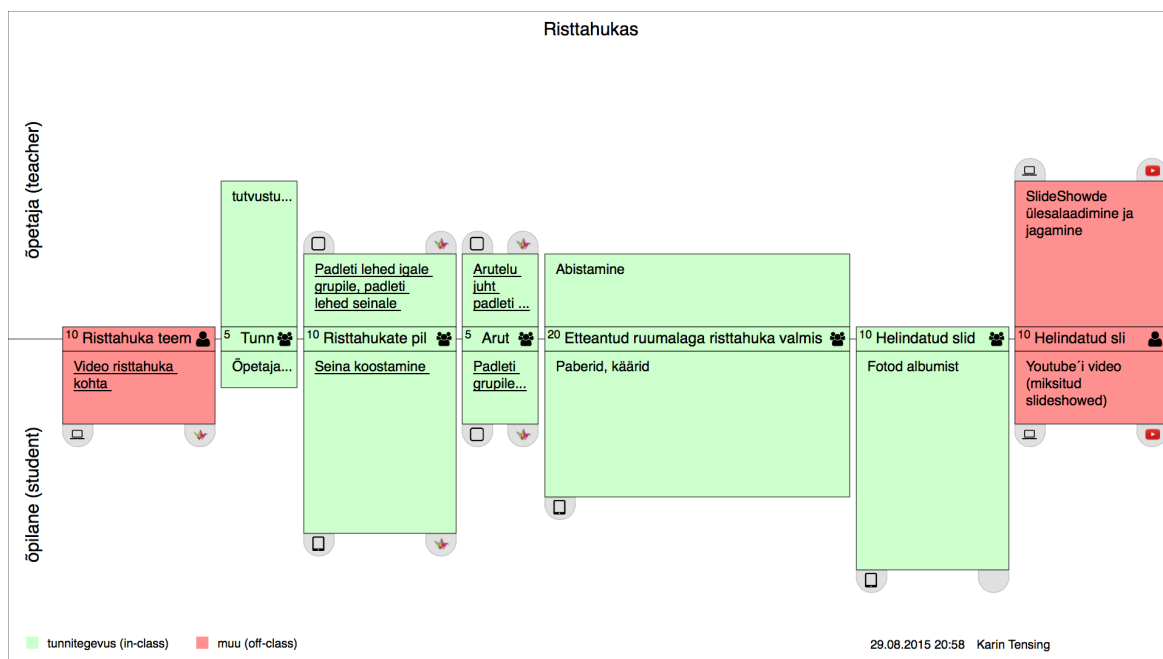 Risttahukas
õpetaja (teacher)
õpilane (student)
10 Risttahuka teem
Video risttahuka
kohta
tutvustu...
5 Tunn
Õpetaja...
Padleti lehed igale
grupile, padleti
lehed seinale
10 Risttahukate pil
Seina koostamine
Arutelu
juht
padleti ...
5 Arut
Padleti
grupile...
Abistamine
20 Etteantud ruumalaga risttahuka valmis
Paberid, käärid
10 Helindatud slid
Fotod albumist
SlideShowde
ülesalaadimine ja
jagamine
10 Helindatud sli
Youtube´i video
(miksitud
slideshowed)
tunnitegevus (in-class)
muu (off-class)
29.08.2015 20:58 Karin Tensing